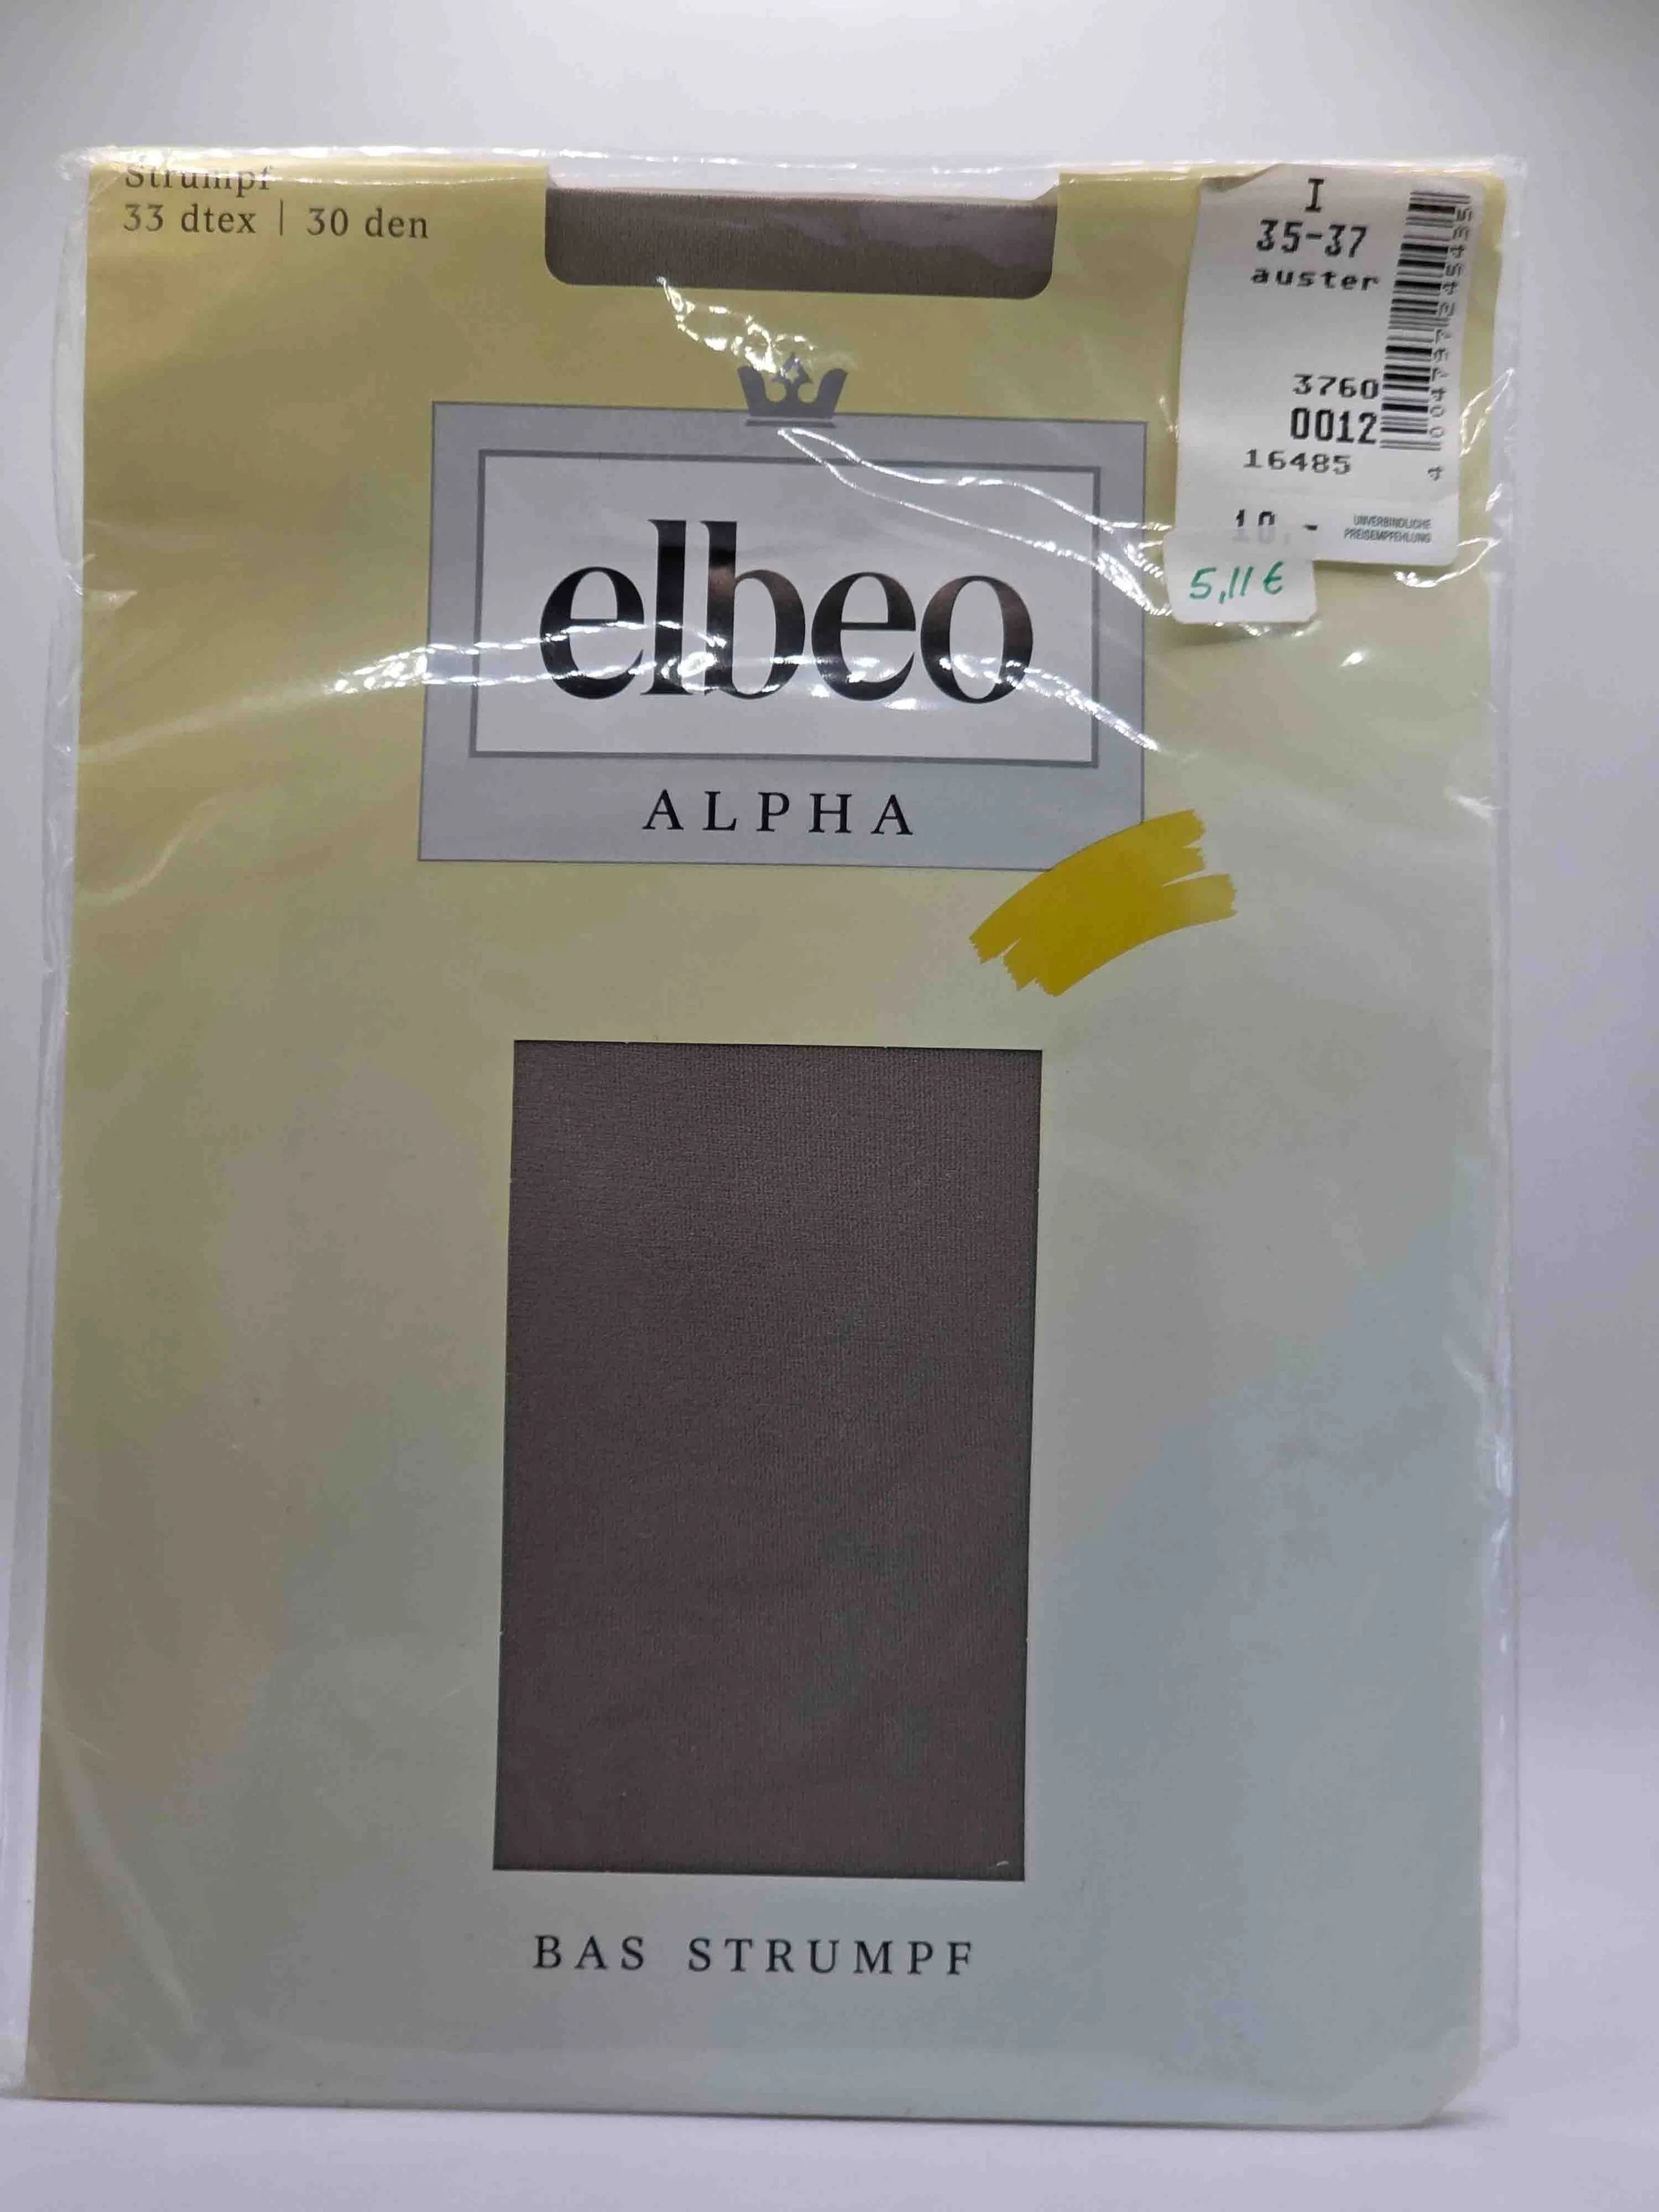 Strumpf
33 dtex | 30 den
I
35-37
auster
3760
0012
16485
10.-
UNVERBINDLICHE
PREISEMPFEHLUNG
5,11€
elbeo
ALPHA
BAS STRUMPF